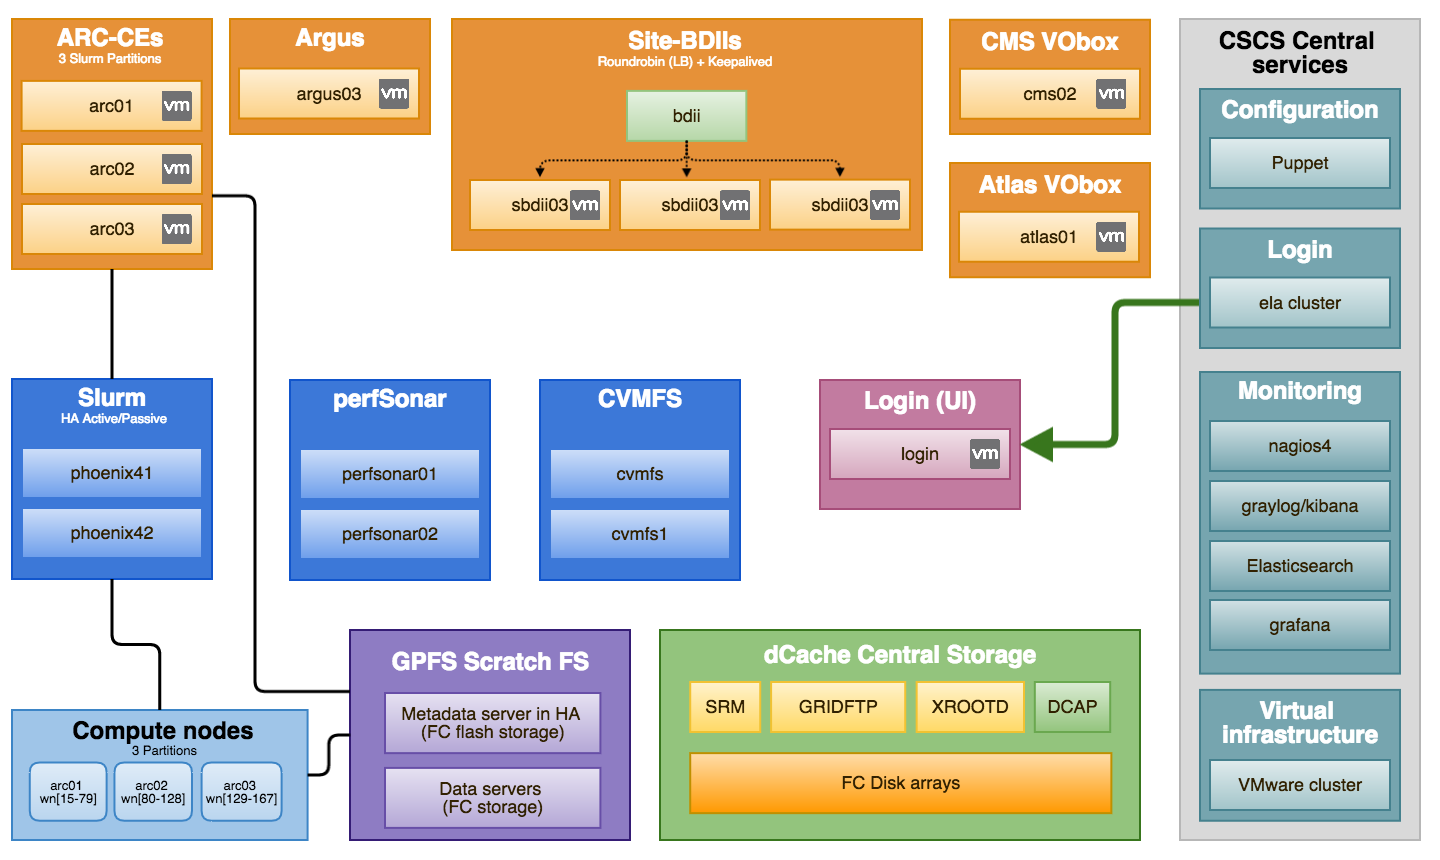 ARC-CEs
3 Slurm Partitions
arc01 vm
arc02 vm
arc03 vm
Argus
argus03 vm
Site-BDIIs
Roundrobin (LB) + Keepalived
bdii
sbdii03 vm
sbdii03 vm
sbdii03 vm
CMS VObox
cms02 vm
Atlas VObox
atlas01 vm
CSCS Central
services
Configuration
Puppet
Login
ela cluster
Monitoring
nagios4
graylog/kibana
Elasticsearch
grafana
Virtual
infrastructure
VMware cluster
Slurm
HA Active/Passive
phoenix41
phoenix42
perfSonar
perfsonar01
perfsonar02
CVMFS
cvmfs
cvmfs1
Login (UI)
login vm
Compute nodes
3 Partitions
arc01
wn[15-79]
arc02
wn[80-128]
arc03
wn[129-167]
GPFS Scratch FS
Metadata server in HA
(FC flash storage)
Data servers
(FC storage)
dCache Central Storage
SRM
GRIDFTP
XROOTD
DCAP
FC Disk arrays